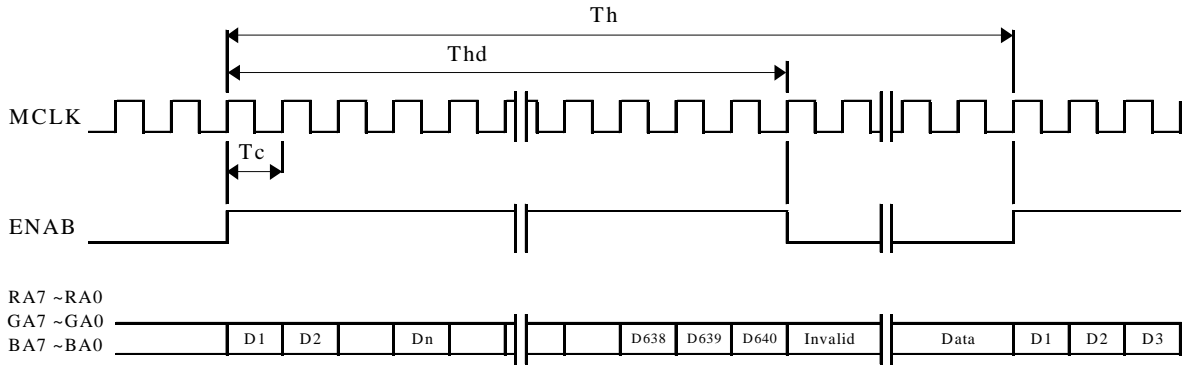 Th
Thd
MCLK
Tc
ENAB
RA7 ~RA0
GA7 ~GA0
BA7 ~BA0
D1 D2 Dn D638 D639 D640 Invalid Data D1 D2 D3